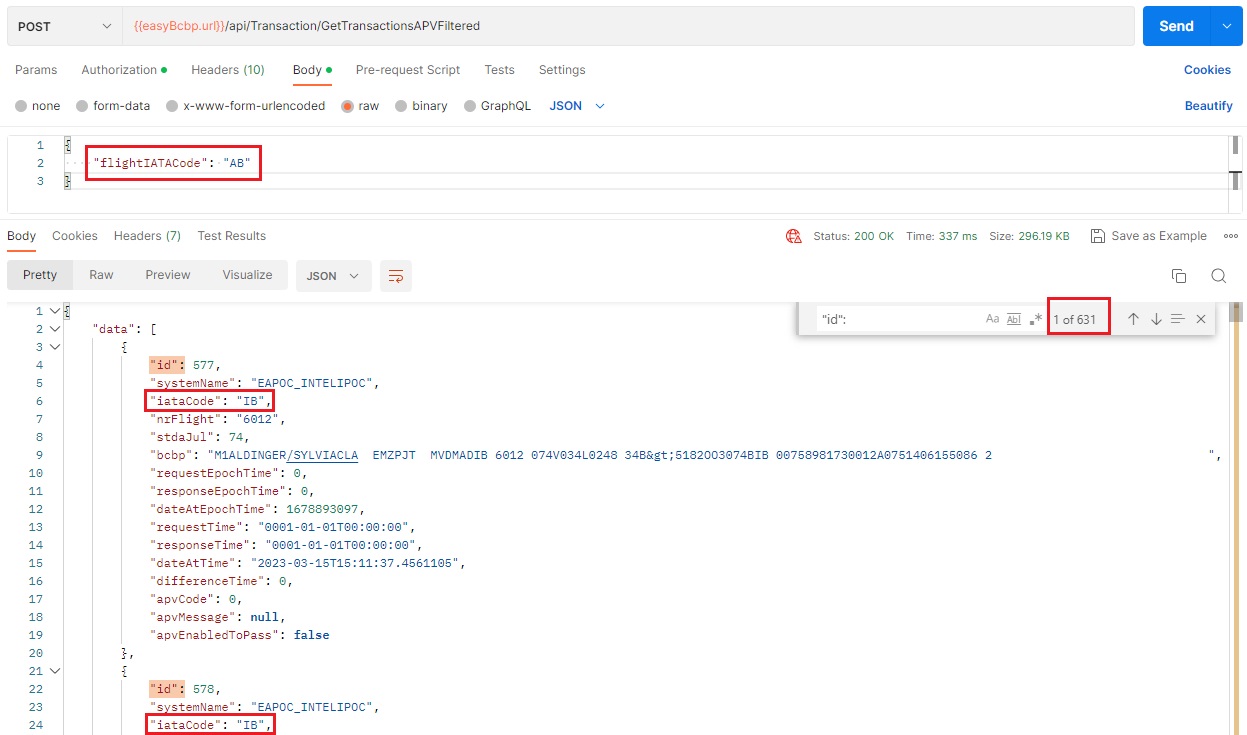 POST {{easyBcbp.url}}/api/Transaction/GetTransactionsAPVFiltered Send
Params Authorization Headers (10) Body Pre-request Script Tests Settings Cookies
none form-data x-www-form-urlencoded raw binary GraphQL JSON Beautify
1 {
2 "flightIATACode": "AB"
3 }
Body Cookies Headers (7) Test Results Status: 200 OK Time: 337 ms Size: 296.19 KB Save as Example
Pretty Raw Preview Visualize JSON
"id": Aa Abl .* 1 of 631
1 {
2 "data": [
3 {
4 "id": 577,
5 "systemName": "EAPOC_INTELIPOC",
6 "iataCode": "IB",
7 "nrFlight": "6012",
8 "stdaJul": 74,
9 "bcbp": "M1ALDINGER/SYLVIACLA  EMZPJT  MVDMADIB 6012 074V034L0248 34B&gt;5182OO3074BIB 00758981730012A0751406155086 2 ",
10 "requestEpochTime": 0,
11 "responseEpochTime": 0,
12 "dateAtEpochTime": 1678893097,
13 "requestTime": "0001-01-01T00:00:00",
14 "responseTime": "0001-01-01T00:00:00",
15 "dateAtTime": "2023-03-15T15:11:37.4561105",
16 "differenceTime": 0,
17 "apvCode": 0,
18 "apvMessage": null,
19 "apvEnabledToPass": false
20 },
21 {
22 "id": 578,
23 "systemName": "EAPOC_INTELIPOC",
24 "iataCode": "IB",